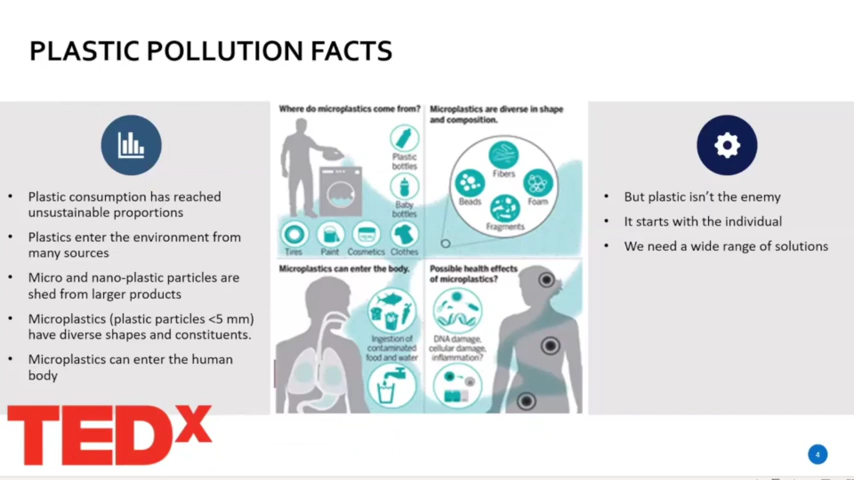 PLASTIC POLLUTION FACTS
• Plastic consumption has reached
unsustainable proportions
• Plastics enter the environment from
many sources
• Micro and nano-plastic particles are
shed from larger products
• Microplastics (plastic particles <5 mm)
have diverse shapes and constituents.
• Microplastics can enter the human
body
Where do microplastics come from?
Plastic
bottles
Baby
bottles
Tires
Paint
Cosmetics
Clothes
Microplastics are diverse in shape
and composition.
Fibers
Beads
Foam
Fragments
Microplastics can enter the body.
Ingestion of
contaminated
food and water
Possible health effects
of microplastics?
DNA damage,
cellular damage,
inflammation?
• But plastic isn't the enemy
• It starts with the individual
• We need a wide range of solutions
TEDx
4